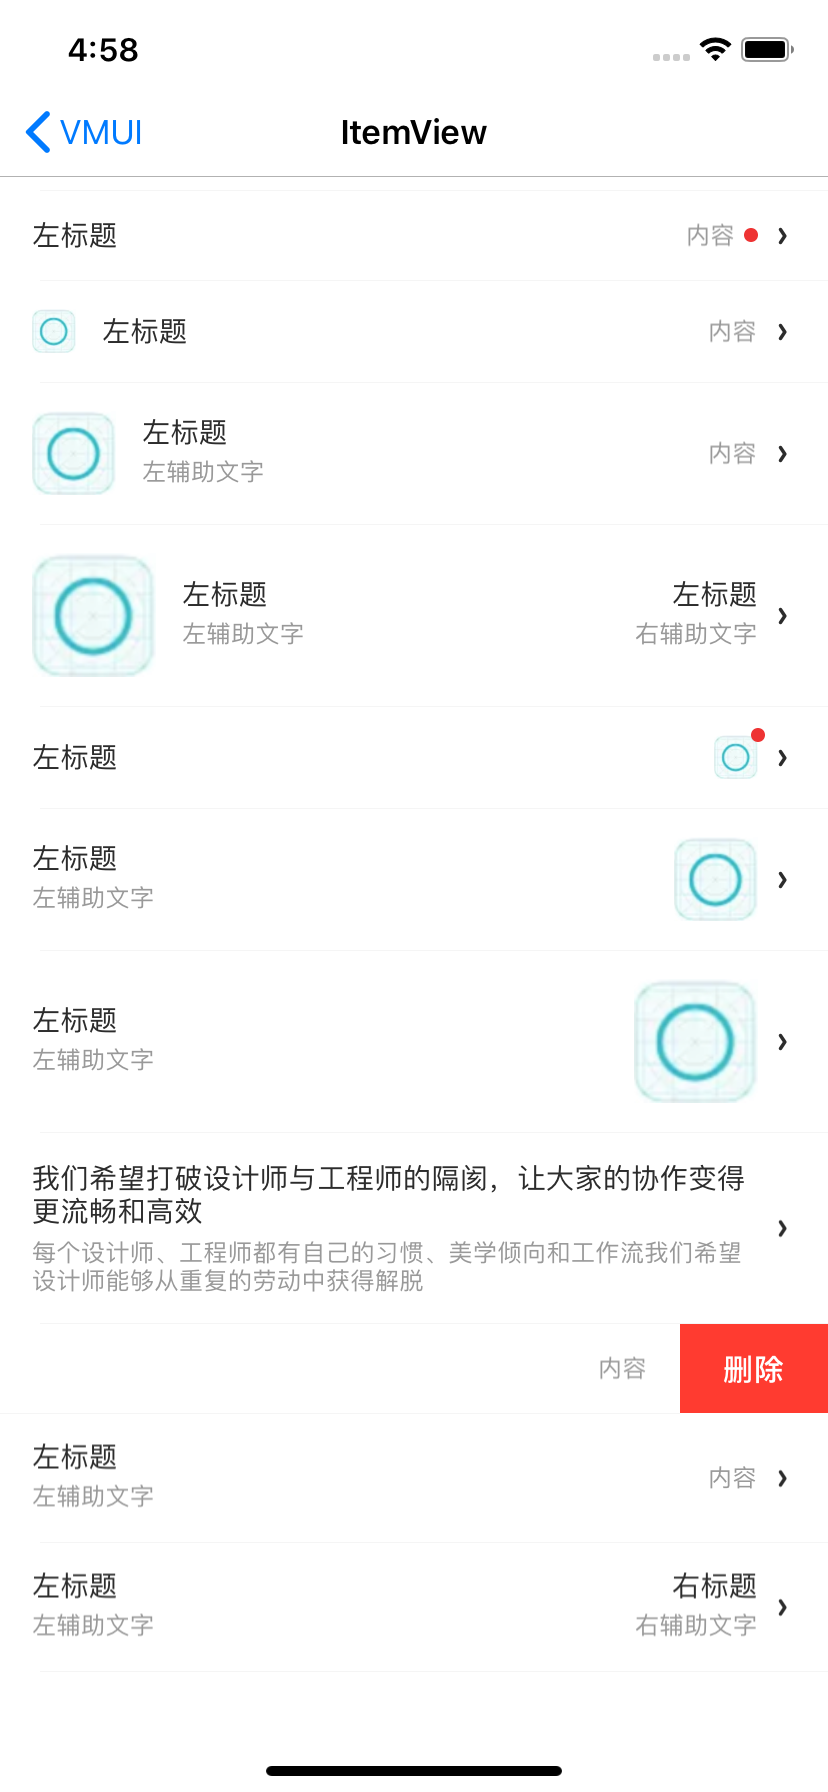 4:58
VMUI
ItemView
左标题
内容
左标题
内容
左标题
左辅助文字
内容
左标题
左辅助文字
左标题
右辅助文字
左标题
左标题
左辅助文字
左标题
左辅助文字
我们希望打破设计师与工程师的隔阂，让大家的协作变得
更流畅和高效
每个设计师、工程师都有自己的习惯、美学倾向和工作流我们希望
设计师能够从重复的劳动中获得解脱
内容
删除
左标题
左辅助文字
内容
左标题
左辅助文字
右标题
右辅助文字